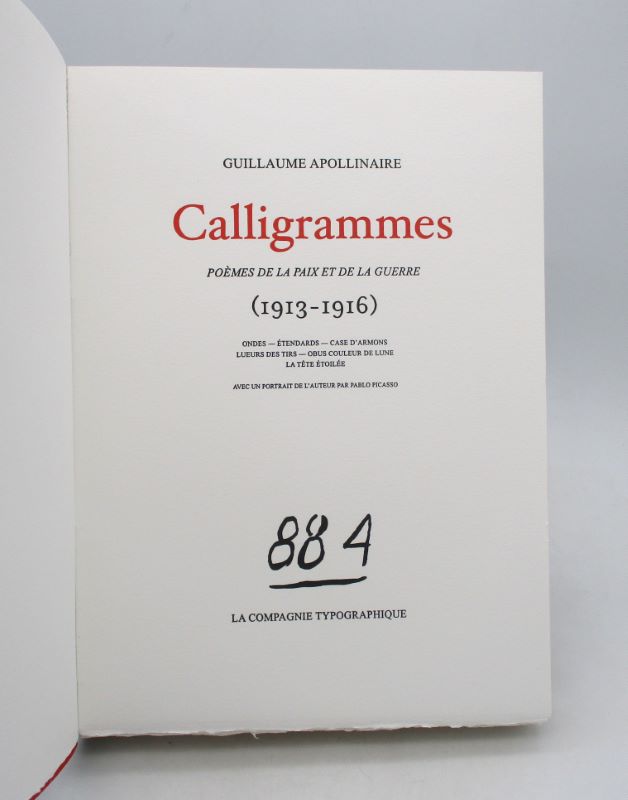 GUILLAUME APOLLINAIRE
Calligrammes
POÈMES DE LA PAIX ET DE LA GUERRE
(1913-1916)
ONDES — ÉTENDARDS — CASE D'ARMONS
LUEURS DES TIRS — OBUS COULEUR DE LUNE
LA TÊTE ÉTOILÉE
AVEC UN PORTRAIT DE L'AUTEUR PAR PABLO PICASSO
88 4
LA COMPAGNIE TYPOGRAPHIQUE